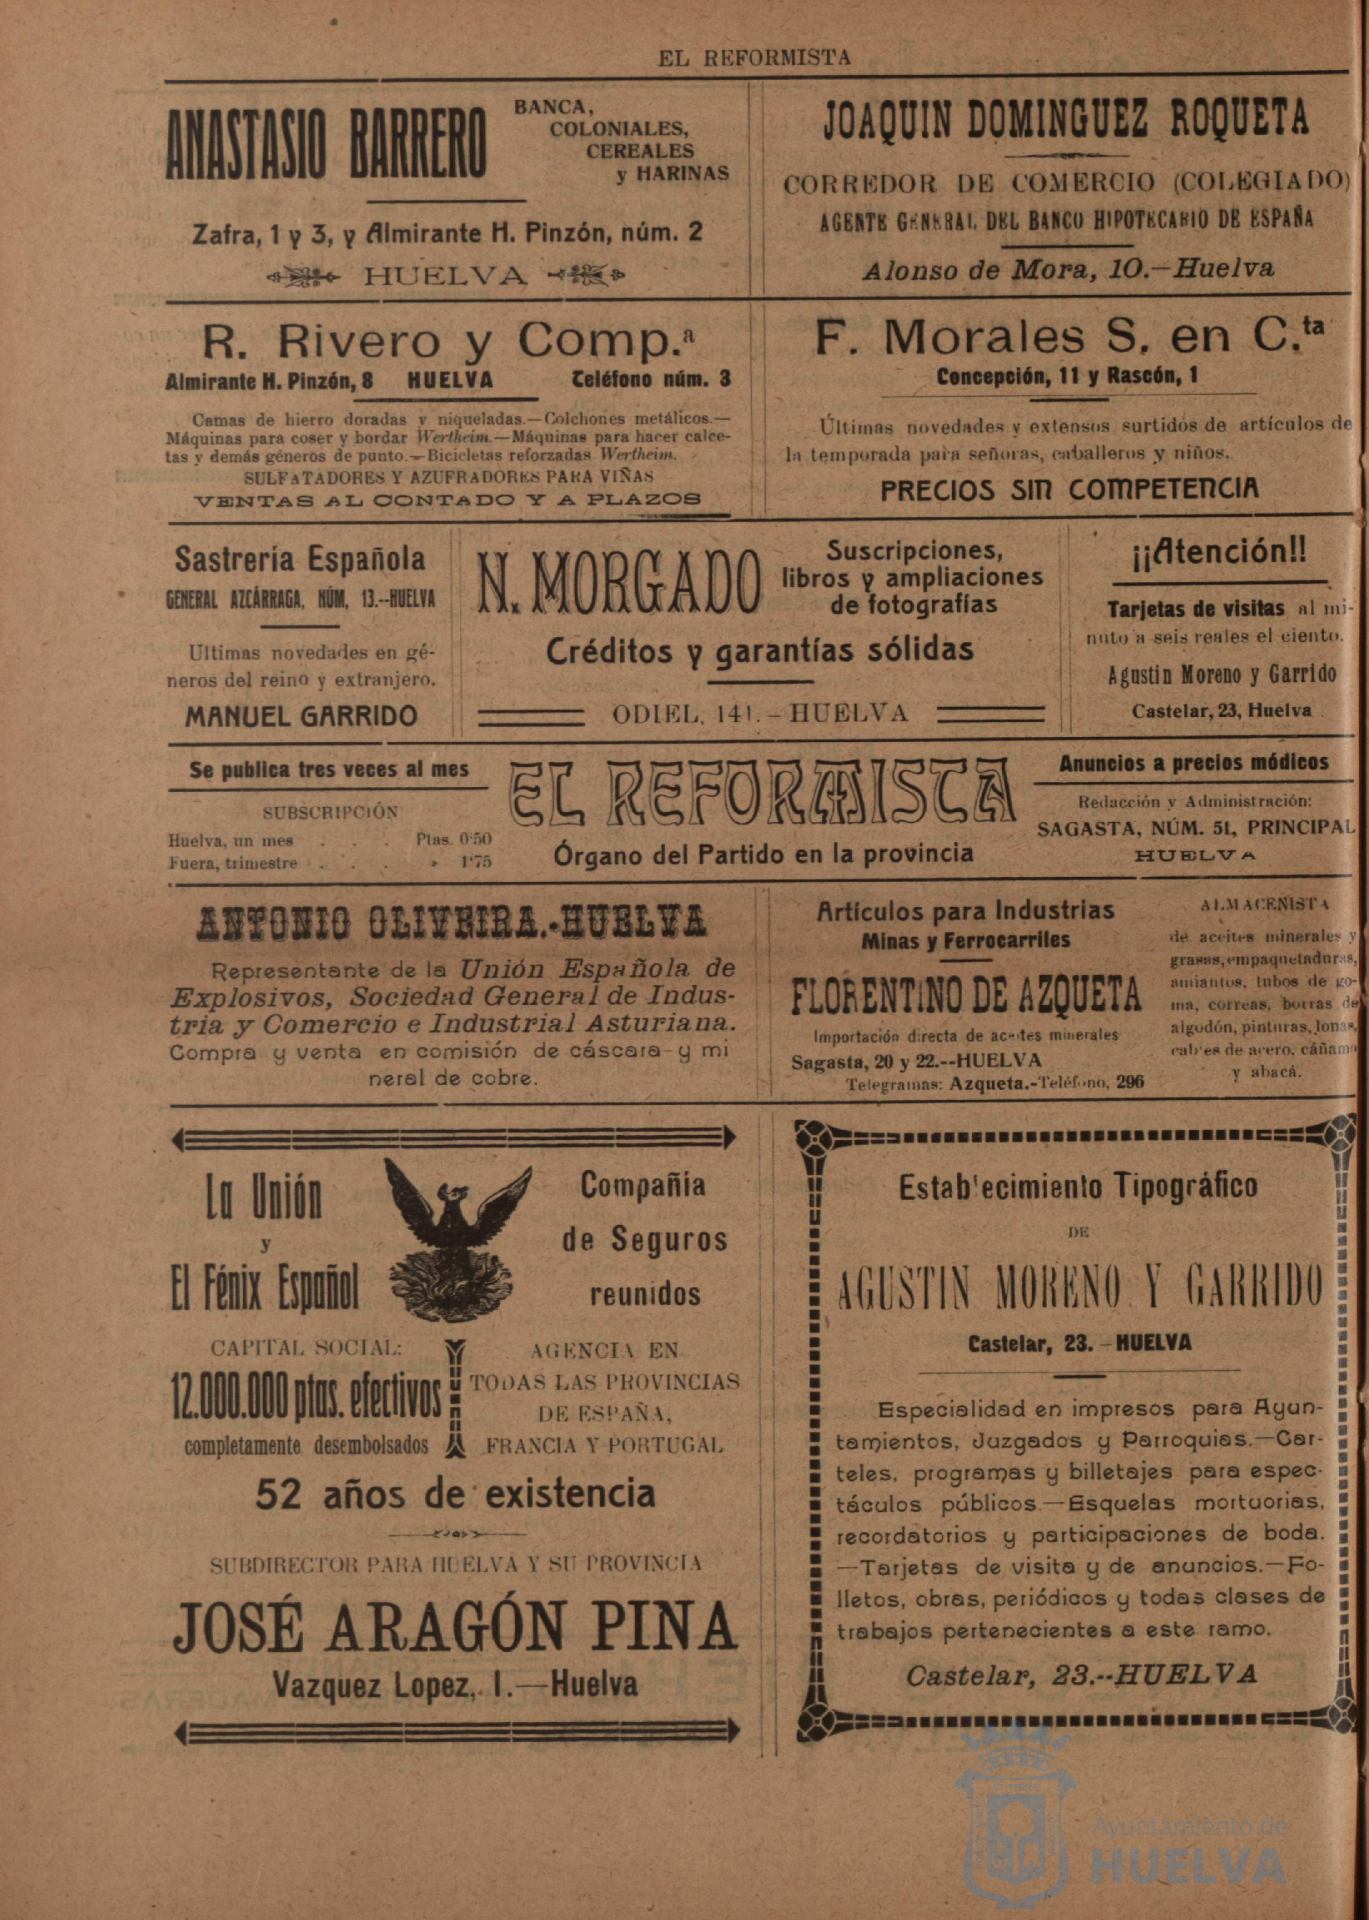 EL REFORMISTA
ANASTASIO BARRERO
BANCA,
COLONIALES,
CEREALES
y HARINAS
Zafra, 1 y 3, y Almirante H. Pinzón, núm. 2
HUELVA
JOAQUIN DOMINGUEZ ROQUETA
CORREDOR DE COMERCIO (COLEGIADO)
AGENTE GENERAL DEL BANCO HIPOTECARIO DE ESPAÑA
Alonso de Mora, 10.—Huelva
R. Rivero y Comp.ª
Almirante H. Pinzón, 8 HUELVA Teléfono núm. 3
Camas de hierro doradas y niqueladas.—Colchones metálicos.—
Máquinas para coser y bordar Wertheim.—Máquinas para hacer calce-
tas y demás géneros de punto.—Bicicletas reforzadas Wertheim.
SULFATADORES Y AZUFRADORES PARA VIÑAS
VENTAS AL CONTADO Y A PLAZOS
F. Morales S. en C.ta
Concepción, 11 y Rascón, 1
Últimas novedades y extensos surtidos de artículos de
la temporada para señoras, caballeros y niños.
PRECIOS SIN COMPETENCIA
Sastrería Española
GENERAL AZCÁRRAGA, NÚM, 13.--HUELVA
Ultimas novedades en gé-
neros del reino y extranjero.
MANUEL GARRIDO
N. MORGADO
Suscripciones,
libros y ampliaciones
de fotografías
Créditos y garantías sólidas
ODIEL, 141.—HUELVA
¡¡Atención!!
Tarjetas de visitas al mi-
nuto a seis reales el ciento.
Agustin Moreno y Garrido
Castelar, 23, Huelva
Se publica tres veces al mes
SUBSCRIPCIÓN
Huelva, un mes . . . Ptas. 0'50
Fuera, trimestre . . . » 1'75
EL REFORMISTA
Órgano del Partido en la provincia
Anuncios a precios módicos
Redacción y Administración:
SAGASTA, NÚM. 51, PRINCIPAL
HUELVA
ANTONIO OLIVEIRA.-HUELVA
Representante de la Unión Española de
Explosivos, Sociedad General de Indus-
tria y Comercio e Industrial Asturiana.
Compra y venta en comisión de cáscara y mi
neral de cobre.
Artículos para Industrias
Minas y Ferrocarriles
FLORENTINO DE AZQUETA
Importación directa de aceites minerales
Sagasta, 20 y 22.--HUELVA
Telegramas: Azqueta.-Teléfono, 296
ALMACENISTA
de aceites minerales y
grasas, empaquetaduras,
amiantos, tubos de go-
ma, correas, borras de
algodón, pinturas, lonas,
cables de acero, cáñamo
y abacá.
La Unión
y
El Fénix Español
Compañía
de Seguros
reunidos
CAPITAL SOCIAL:
12.000.000 ptas. efectivos
completamente desembolsados
AGENCIA EN
TODAS LAS PROVINCIAS
DE ESPAÑA,
FRANCIA Y PORTUGAL
52 años de existencia
SUBDIRECTOR PARA HUELVA Y SU PROVINCIA
JOSÉ ARAGÓN PINA
Vazquez Lopez, 1.—Huelva
Establecimiento Tipográfico
DE
AGUSTIN MORENO Y GARRIDO
Castelar, 23.-HUELVA
Especialidad en impresos para Ayun-
tamientos, Juzgados y Parroquias.—Car-
teles, programas y billetajes para espec-
táculos públicos.—Esquelas mortuorias,
recordatorios y participaciones de boda.
—Tarjetas de visita y de anuncios.—Fo-
lletos, obras, periódicos y todas clases de
trabajos pertenecientes a este ramo.
Castelar, 23.--HUELVA
Ayuntamiento de
HUELVA